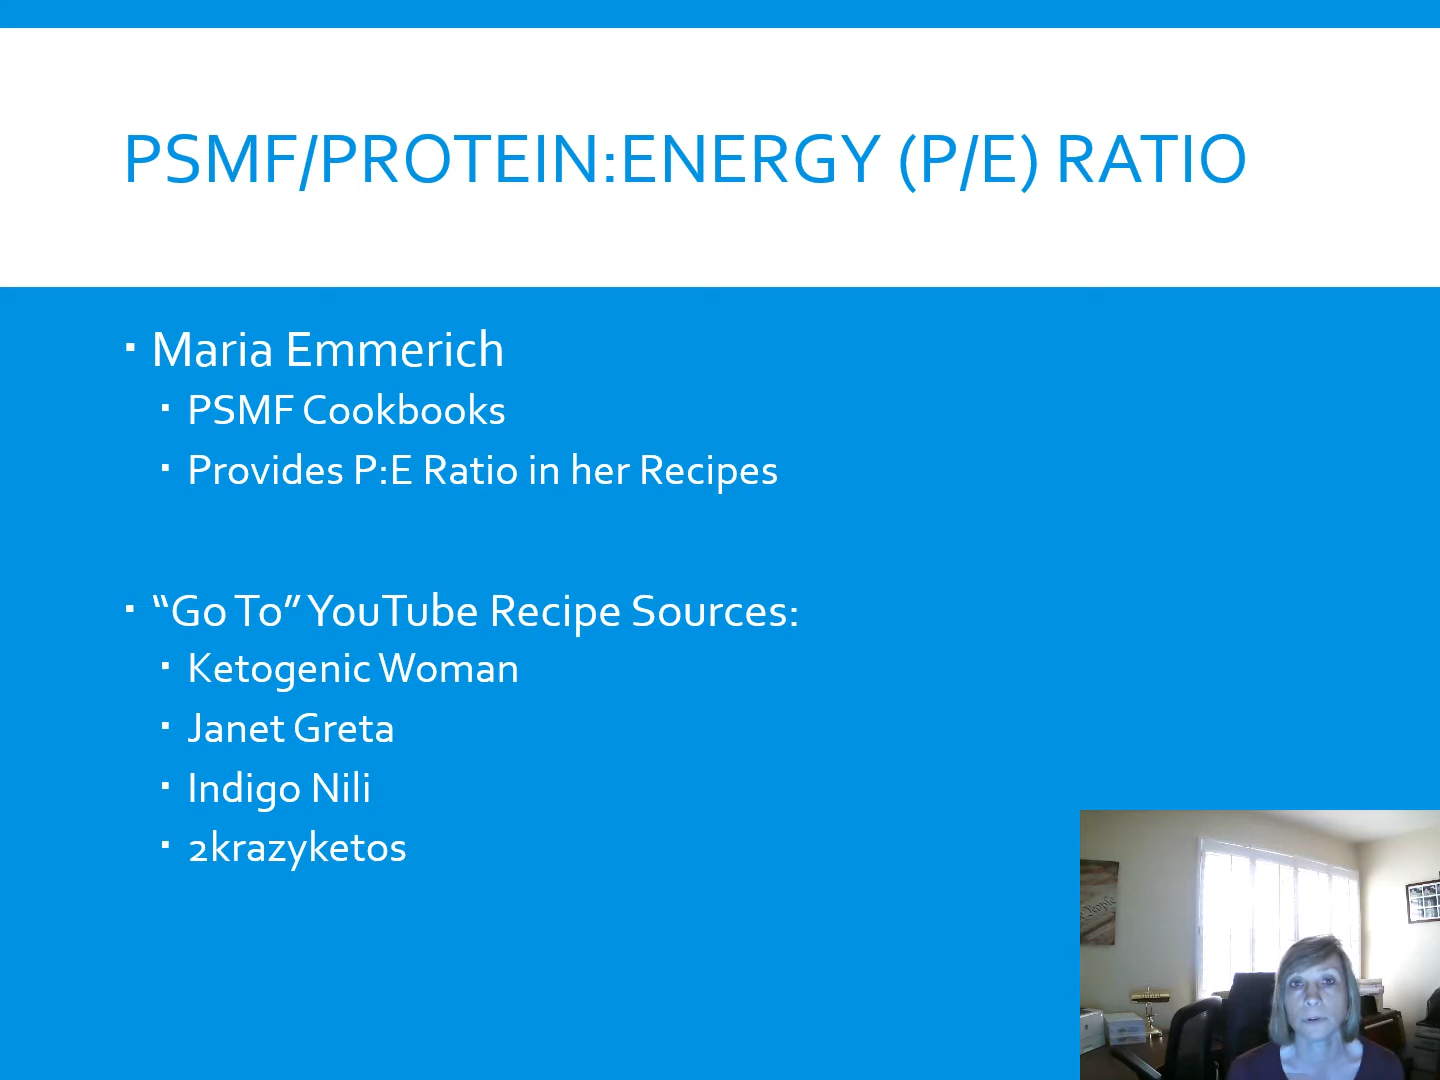 PSMF/PROTEIN:ENERGY (P/E) RATIO
▪ Maria Emmerich
▪ PSMF Cookbooks
▪ Provides P:E Ratio in her Recipes
▪ “Go To” YouTube Recipe Sources:
▪ Ketogenic Woman
▪ Janet Greta
▪ Indigo Nili
▪ 2krazyketos
People